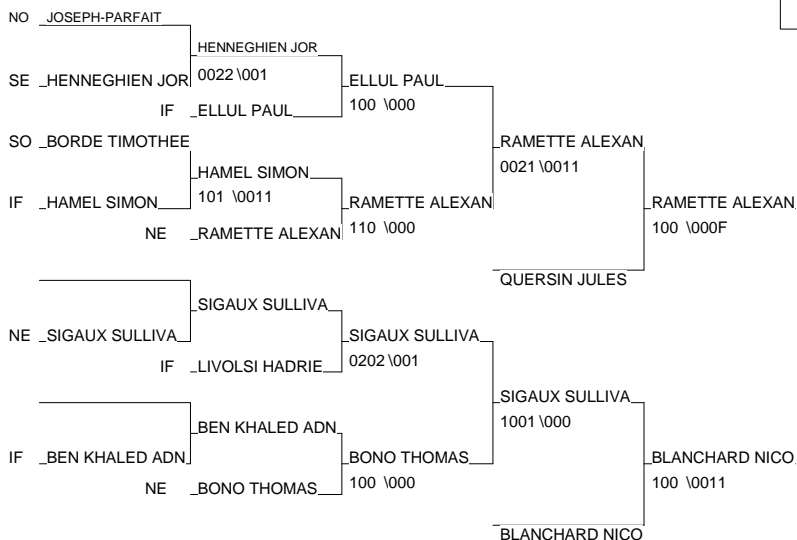 NO JOSEPH-PARFAIT
HENNEGHIEN JOR
SE HENNEGHIEN JOR 0022 \001 ELLUL PAUL
IF ELLUL PAUL 100 \000
SO BORDE TIMOTHEE RAMETTE ALEXAN
HAMEL SIMON 0021 \0011
IF HAMEL SIMON 101 \0011 RAMETTE ALEXAN RAMETTE ALEXAN
NE RAMETTE ALEXAN 110 \000 100 \000F
QUERSIN JULES
SIGAUX SULLIVA
NE SIGAUX SULLIVA SIGAUX SULLIVA
IF LIVOLSI HADRIE 0202 \001
SIGAUX SULLIVA
1001 \000
BEN KHALED ADN
IF BEN KHALED ADN BONO THOMAS BLANCHARD NICO
NE BONO THOMAS 100 \000 100 \0011
BLANCHARD NICO